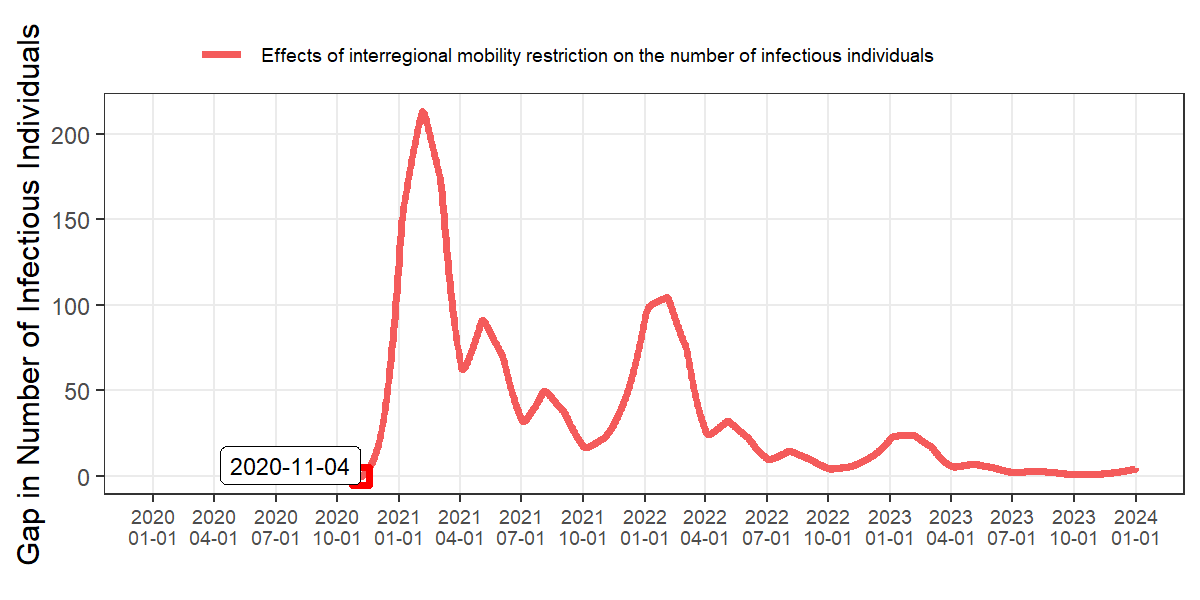 Effects of interregional mobility restriction on the number of infectious individuals
Gap in Number of Infectious Individuals
200
150
100
50
0
2020-11-04
2020 2020 2020 2020 2021 2021 2021 2021 2022 2022 2022 2022 2023 2023 2023 2023 2024
01-01 04-01 07-01 10-01 01-01 04-01 07-01 10-01 01-01 04-01 07-01 10-01 01-01 04-01 07-01 10-01 01-01